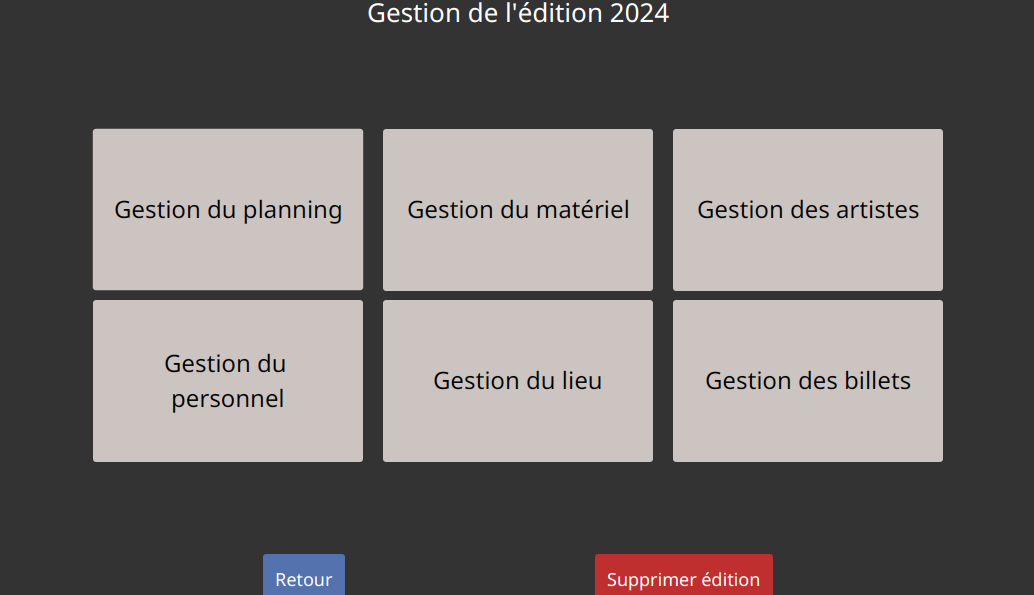 Gestion de l'édition 2024
Gestion du planning
Gestion du matériel
Gestion des artistes
Gestion du
personnel
Gestion du lieu
Gestion des billets
Retour
Supprimer édition